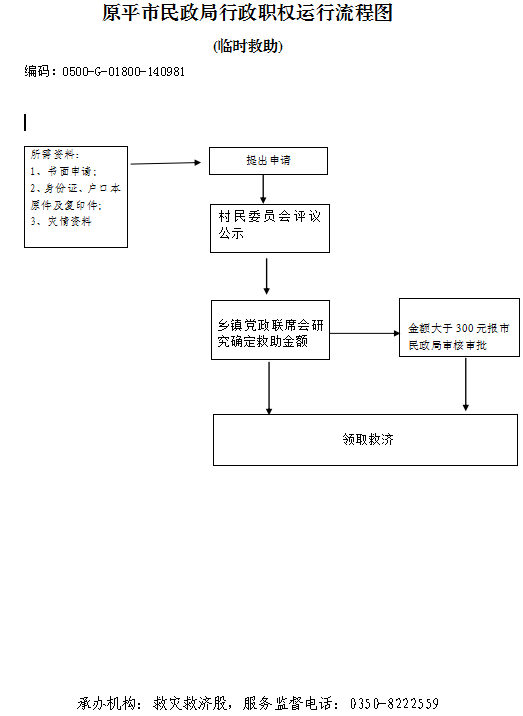 原平市民政局行政职权运行流程图
(临时救助)
编码：0500-G-01800-140981
所需资料：
1、书面申请;
2、身份证、户口本
原件及复印件;
3、灾情资料
提出申请
村民委员会评议
公示
乡镇党政联席会研
究确定救助金额
金额大于 300 元报市
民政局审核审批
领取救济
承办机构：救灾救济股，服务监督电话：0350-8222559